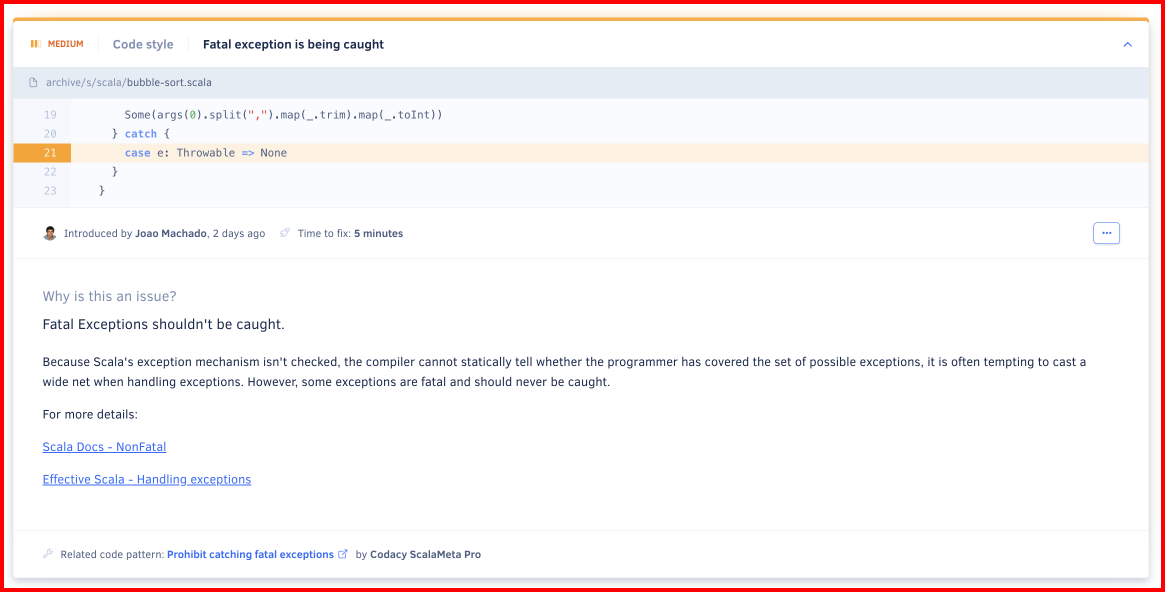 MEDIUM Code style Fatal exception is being caught
archive/s/scala/bubble-sort.scala
19 Some(args(0).split(",").map(_.trim).map(_.toInt))
20 } catch {
21 case e: Throwable => None
22 }
23 }
Introduced by Joao Machado, 2 days ago Time to fix: 5 minutes
Why is this an issue?
Fatal Exceptions shouldn't be caught.
Because Scala's exception mechanism isn't checked, the compiler cannot statically tell whether the programmer has covered the set of possible exceptions, it is often tempting to cast a
wide net when handling exceptions. However, some exceptions are fatal and should never be caught.
For more details:
Scala Docs - NonFatal
Effective Scala - Handling exceptions
Related code pattern: Prohibit catching fatal exceptions by Codacy ScalaMeta Pro